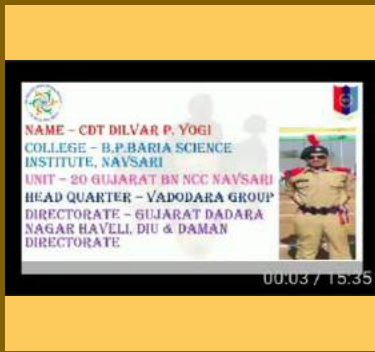 NAME – CDT DILVAR P. YOGI
COLLEGE – B.P.BARIA SCIENCE
INSTITUTE, NAVSARI
UNIT – 20 GUJARAT BN NCC NAVSARI
HEAD QUARTER – VADODARA GROUP
DIRECTORATE – GUJARAT DADARA
NAGAR HAVELI, DIU & DAMAN
DIRECTORATE
00:03 / 15:35